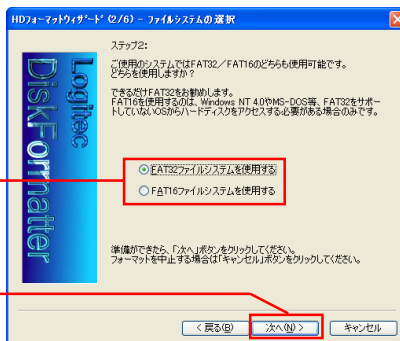 HDフォーマットウィザード (2/6) - ファイルシステムの選択
Logitec
DiskFormatter
ステップ2:
ご使用のシステムではFAT32／FAT16のどちらも使用可能です。
どちらを使用しますか？
できるだけFAT32をお勧めします。
FAT16を使用するのは、Windows NT 4.0やMS-DOS等、FAT32をサポー
トしていないOSからハードディスクをアクセスする必要がある場合のみです。
FAT32ファイルシステムを使用する
FAT16ファイルシステムを使用する
準備ができたら、「次へ」ボタンをクリックしてください。
フォーマットを中止する場合は「キャンセル」ボタンをクリックしてください。
< 戻る(B)
次へ(N) >
キャンセル